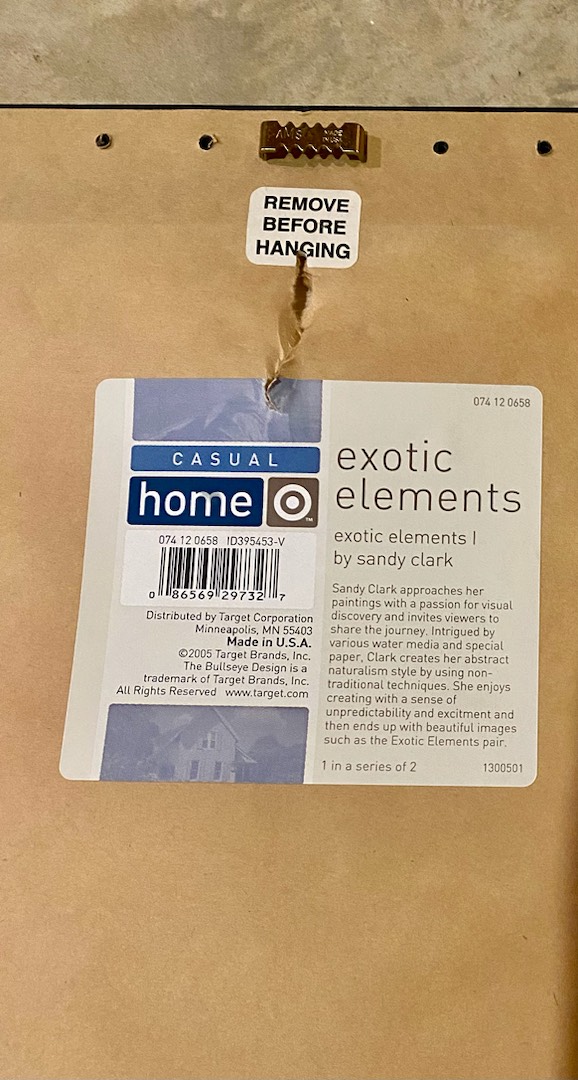 AMS MADE
IN USA
REMOVE
BEFORE
HANGING
074 12 0658
CASUAL
home
TM
074 12 0658 ID395453-V
0 86569 29732 7
Distributed by Target Corporation
Minneapolis, MN 55403
Made in U.S.A.
©2005 Target Brands, Inc.
The Bullseye Design is a
trademark of Target Brands, Inc.
All Rights Reserved www.target.com
exotic
elements
exotic elements I
by sandy clark
Sandy Clark approaches her
paintings with a passion for visual
discovery and invites viewers to
share the journey. Intrigued by
various water media and special
paper, Clark creates her abstract
naturalism style by using non-
traditional techniques. She enjoys
creating with a sense of
unpredictability and excitment and
then ends up with beautiful images
such as the Exotic Elements pair.
1 in a series of 2 1300501